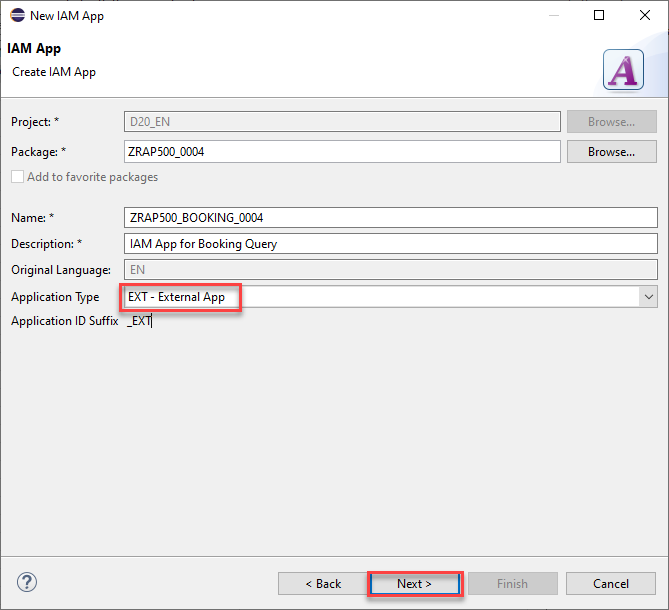 New IAM App
IAM App
Create IAM App
A
Project: * D20_EN Browse...
Package: * ZRAP500_0004 Browse...
Add to favorite packages
Name: * ZRAP500_BOOKING_0004
Description: * IAM App for Booking Query
Original Language: EN
Application Type EXT - External App
Application ID Suffix _EXT
? < Back Next > Finish Cancel